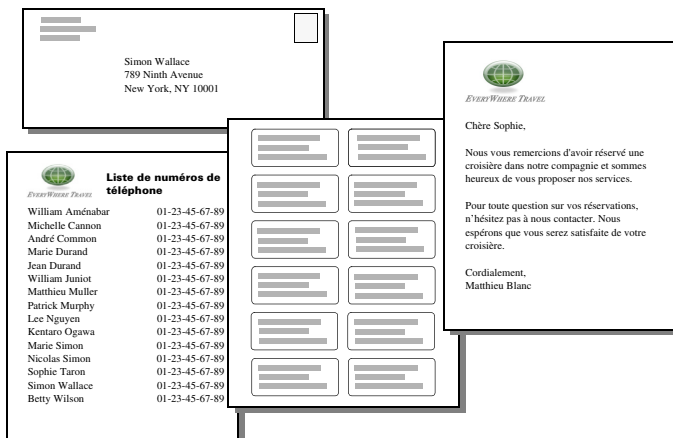 Simon Wallace
789 Ninth Avenue
New York, NY 10001
EVERYWHERE TRAVEL
Liste de numéros de
téléphone
William Aménabar 01-23-45-67-89
Michelle Cannon 01-23-45-67-89
André Common 01-23-45-67-89
Marie Durand 01-23-45-67-89
Jean Durand 01-23-45-67-89
William Juniot 01-23-45-67-89
Matthieu Muller 01-23-45-67-89
Patrick Murphy 01-23-45-67-89
Lee Nguyen 01-23-45-67-89
Kentaro Ogawa 01-23-45-67-89
Marie Simon 01-23-45-67-89
Nicolas Simon 01-23-45-67-89
Sophie Taron 01-23-45-67-89
Simon Wallace 01-23-45-67-89
Betty Wilson 01-23-45-67-89
EVERYWHERE TRAVEL
Chère Sophie,
Nous vous remercions d'avoir réservé une
croisière dans notre compagnie et sommes
heureux de vous proposer nos services.
Pour toute question sur vos réservations,
n'hésitez pas à nous contacter. Nous
espérons que vous serez satisfaite de votre
croisière.
Cordialement,
Matthieu Blanc